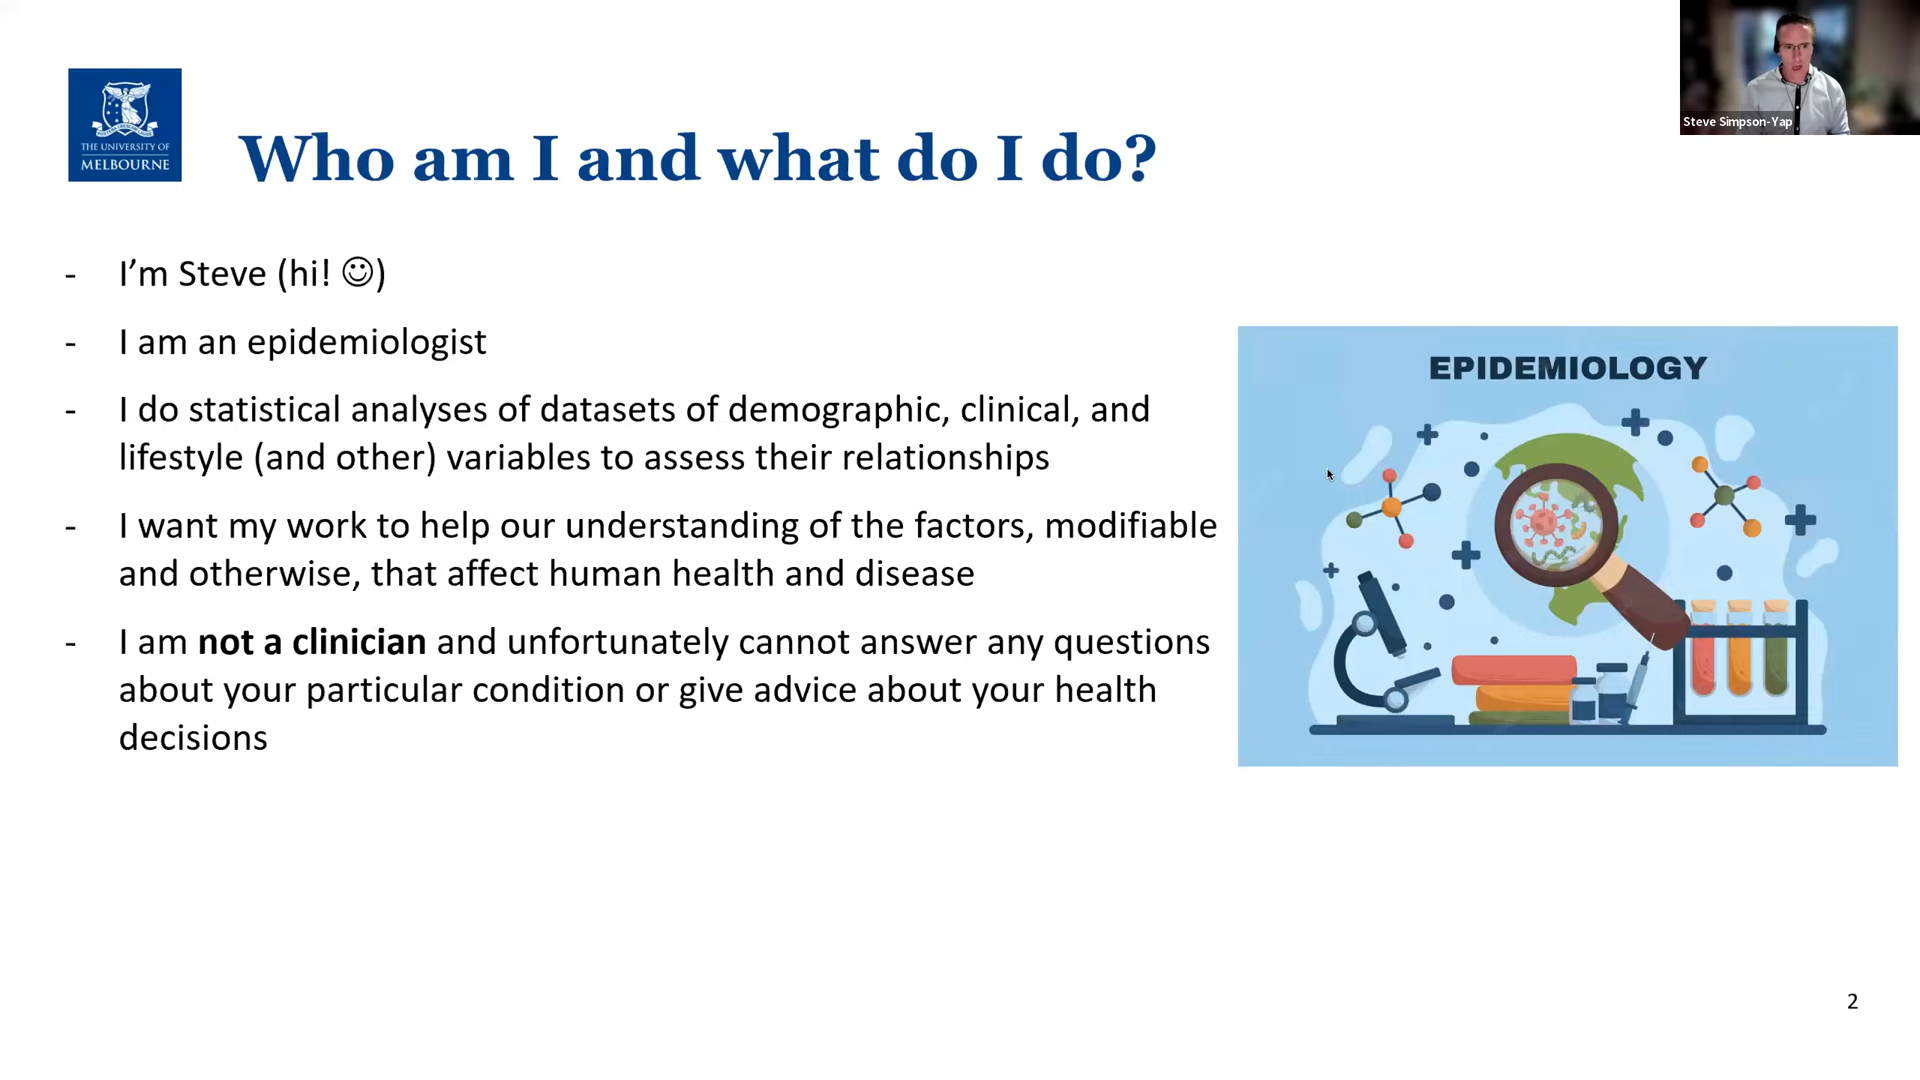 Steve Simpson-Yap
THE UNIVERSITY OF
MELBOURNE
Who am I and what do I do?
- I’m Steve (hi! ☺)
- I am an epidemiologist
- I do statistical analyses of datasets of demographic, clinical, and
lifestyle (and other) variables to assess their relationships
- I want my work to help our understanding of the factors, modifiable
and otherwise, that affect human health and disease
- I am not a clinician and unfortunately cannot answer any questions
about your particular condition or give advice about your health
decisions
EPIDEMIOLOGY
2